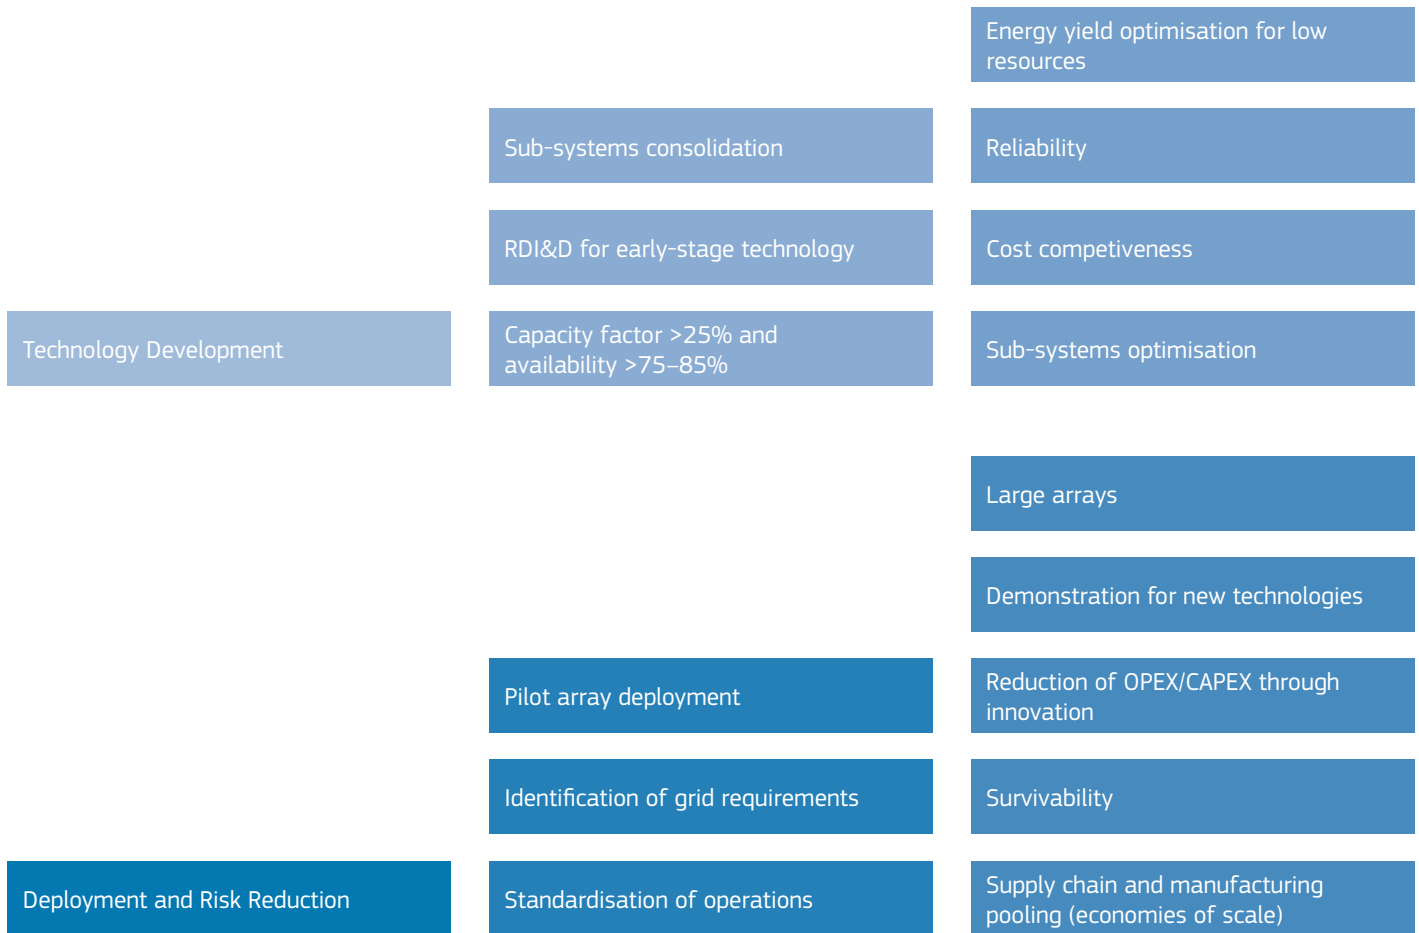 Energy yield optimisation for low
resources
Sub-systems consolidation
Reliability
RDI&D for early-stage technology
Cost competiveness
Technology Development
Capacity factor >25% and
availability >75–85%
Sub-systems optimisation
Large arrays
Demonstration for new technologies
Pilot array deployment
Reduction of OPEX/CAPEX through
innovation
Identification of grid requirements
Survivability
Deployment and Risk Reduction
Standardisation of operations
Supply chain and manufacturing
pooling (economies of scale)